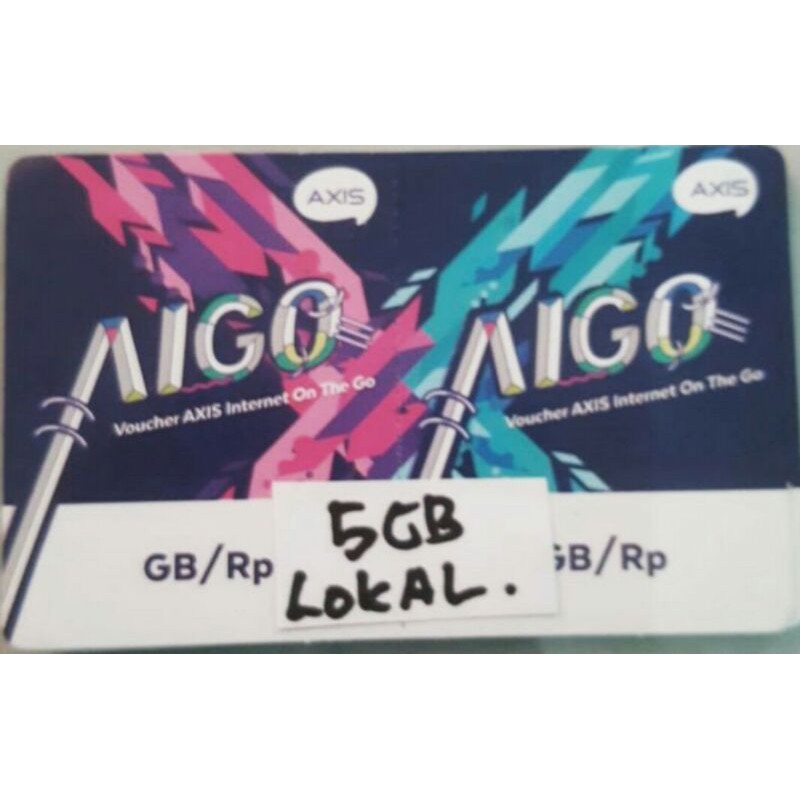 AXIS
AIGO
Voucher AXIS Internet On The Go
GB/Rp
AXIS
AIGO
Voucher AXIS Internet On The Go
GB/Rp
5GB
LOKAL.